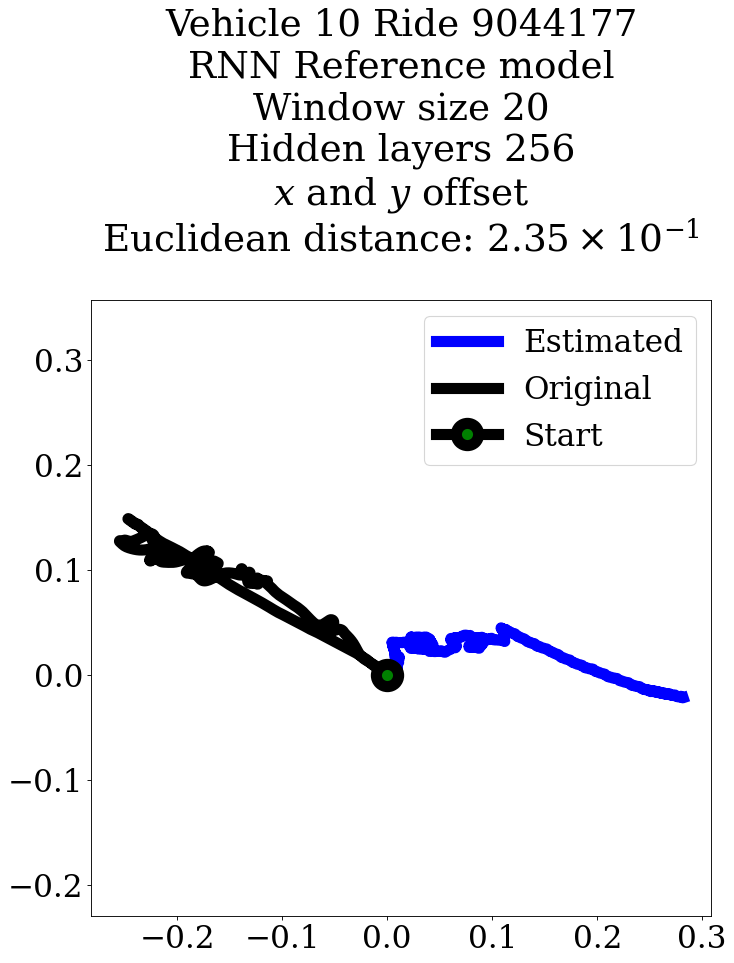 Vehicle 10 Ride 9044177
RNN Reference model
Window size 20
Hidden layers 256
x and y offset
Euclidean distance: 2.35 × 10⁻¹
Estimated
Original
Start
0.3
0.2
0.1
0.0
−0.1
−0.2
−0.2 −0.1 0.0 0.1 0.2 0.3